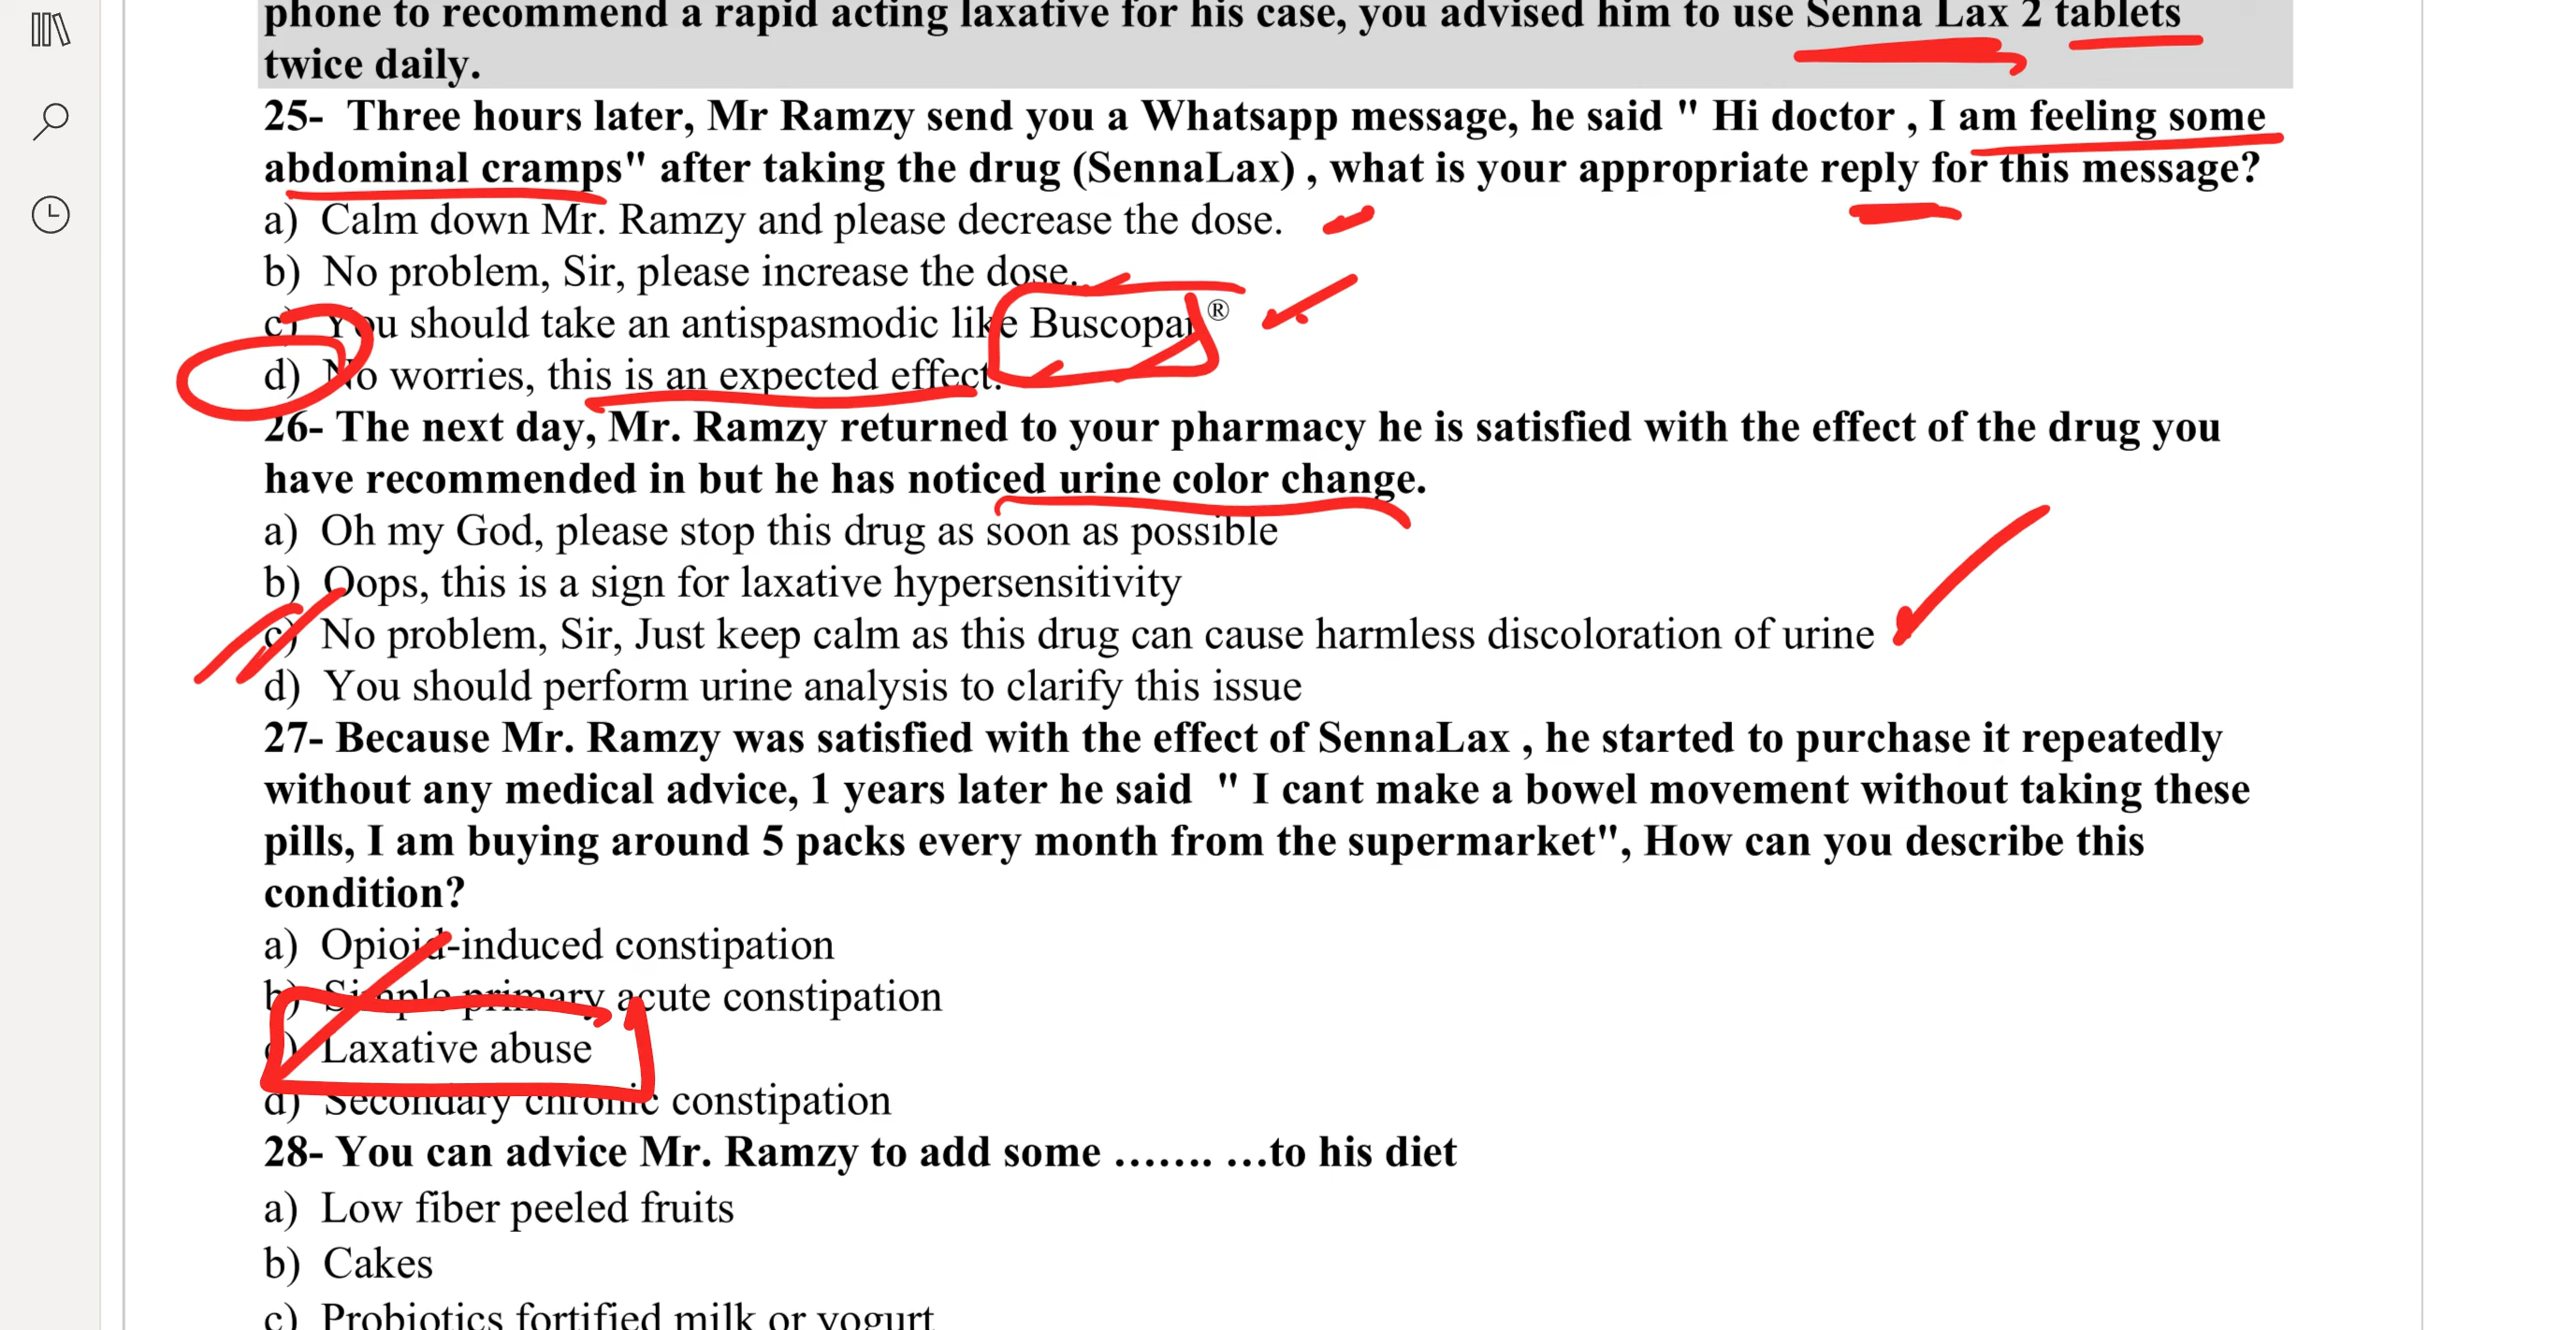 phone to recommend a rapid acting laxative for his case, you advised him to use Senna Lax 2 tablets
twice daily.
25- Three hours later, Mr Ramzy send you a Whatsapp message, he said " Hi doctor , I am feeling some
abdominal cramps" after taking the drug (SennaLax) , what is your appropriate reply for this message?
a) Calm down Mr. Ramzy and please decrease the dose.
b) No problem, Sir, please increase the dose.
c) You should take an antispasmodic like Buscopan®
d) No worries, this is an expected effect.
26- The next day, Mr. Ramzy returned to your pharmacy he is satisfied with the effect of the drug you
have recommended in but he has noticed urine color change.
a) Oh my God, please stop this drug as soon as possible
b) Oops, this is a sign for laxative hypersensitivity
c) No problem, Sir, Just keep calm as this drug can cause harmless discoloration of urine
d) You should perform urine analysis to clarify this issue
27- Because Mr. Ramzy was satisfied with the effect of SennaLax , he started to purchase it repeatedly
without any medical advice, 1 years later he said " I cant make a bowel movement without taking these
pills, I am buying around 5 packs every month from the supermarket", How can you describe this
condition?
a) Opioid-induced constipation
b) Simple primary acute constipation
c) Laxative abuse
d) Secondary chronic constipation
28- You can advice Mr. Ramzy to add some ……. …to his diet
a) Low fiber peeled fruits
b) Cakes
c) Probiotics fortified milk or yogurt